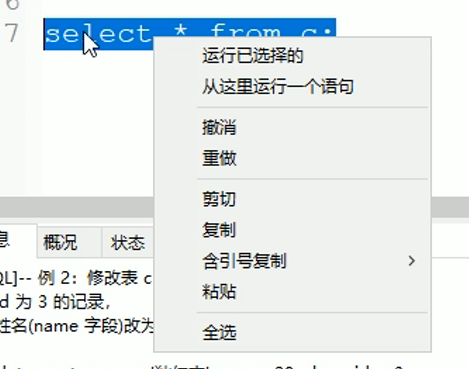 6
7 select * from c;
运行已选择的
从这里运行一个语句
撤消
重做
剪切
复制
含引号复制
粘贴
全选
息 概况 状态
QL]-- 例 2：修改表 c
d 为 3 的记录，
姓名(name 字段)改为